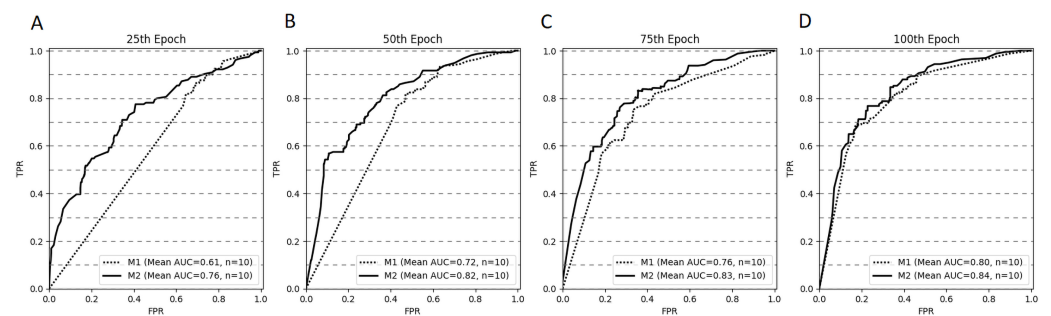 A
25th Epoch
1.0
0.8
0.6
0.4
0.2
0.0
TPR
0.0 0.2 0.4 0.6 0.8 1.0
FPR
M1 (Mean AUC=0.61, n=10)
M2 (Mean AUC=0.76, n=10)
B
50th Epoch
1.0
0.8
0.6
0.4
0.2
0.0
TPR
0.0 0.2 0.4 0.6 0.8 1.0
FPR
M1 (Mean AUC=0.72, n=10)
M2 (Mean AUC=0.82, n=10)
C
75th Epoch
1.0
0.8
0.6
0.4
0.2
0.0
TPR
0.0 0.2 0.4 0.6 0.8 1.0
FPR
M1 (Mean AUC=0.76, n=10)
M2 (Mean AUC=0.83, n=10)
D
100th Epoch
1.0
0.8
0.6
0.4
0.2
0.0
TPR
0.0 0.2 0.4 0.6 0.8 1.0
FPR
M1 (Mean AUC=0.80, n=10)
M2 (Mean AUC=0.84, n=10)